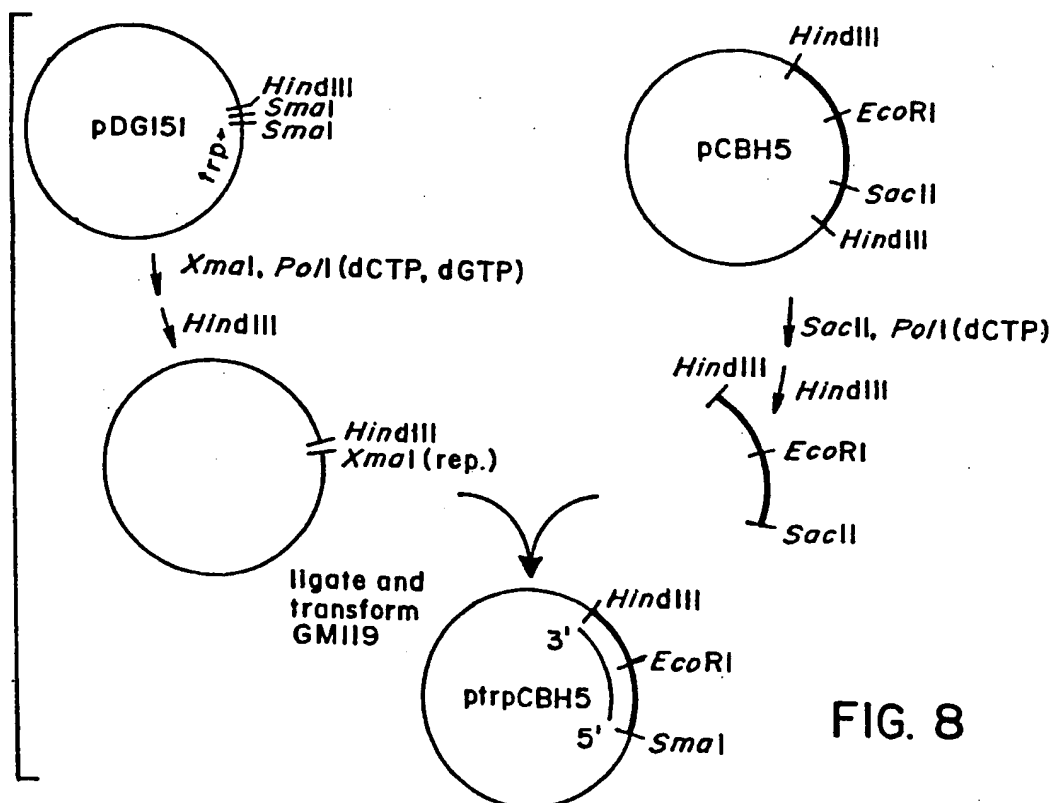 HindIII
SmaI
SmaI
pDG151
trp→
XmaI, PolI (dCTP, dGTP)
HindIII
HindIII
XmaI (rep.)
HindIII
EcoRI
pCBH5
SacII
HindIII
SacII, PolI (dCTP)
HindIII
HindIII
EcoRI
SacII
ligate and
transform
GM119
HindIII
3'
EcoRI
ptrpCBH5
5'
SmaI
FIG. 8